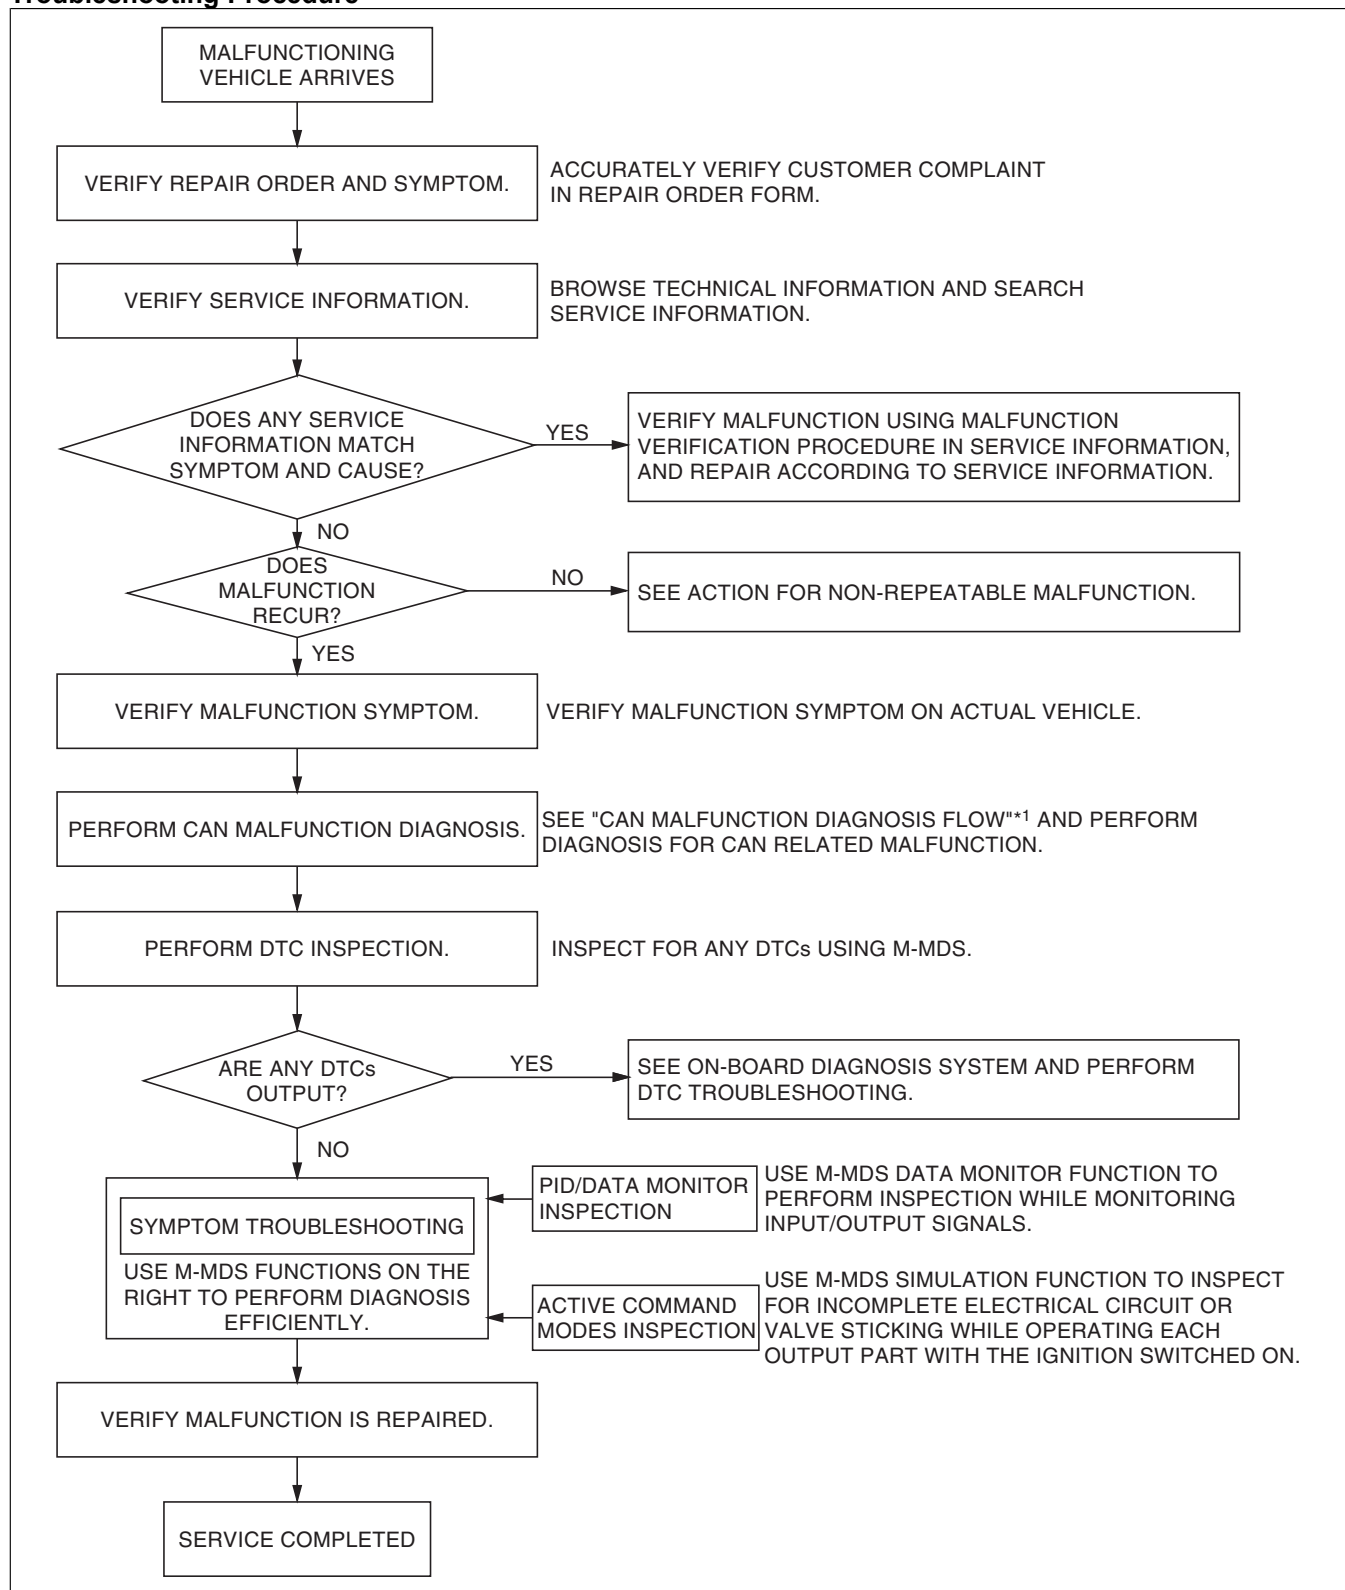 Troubleshooting Procedure
MALFUNCTIONING
VEHICLE ARRIVES
VERIFY REPAIR ORDER AND SYMPTOM.
ACCURATELY VERIFY CUSTOMER COMPLAINT
IN REPAIR ORDER FORM.
VERIFY SERVICE INFORMATION.
BROWSE TECHNICAL INFORMATION AND SEARCH
SERVICE INFORMATION.
DOES ANY SERVICE
INFORMATION MATCH
SYMPTOM AND CAUSE?
YES
VERIFY MALFUNCTION USING MALFUNCTION
VERIFICATION PROCEDURE IN SERVICE INFORMATION,
AND REPAIR ACCORDING TO SERVICE INFORMATION.
NO
DOES
MALFUNCTION
RECUR?
NO
SEE ACTION FOR NON-REPEATABLE MALFUNCTION.
YES
VERIFY MALFUNCTION SYMPTOM.
VERIFY MALFUNCTION SYMPTOM ON ACTUAL VEHICLE.
PERFORM CAN MALFUNCTION DIAGNOSIS.
SEE "CAN MALFUNCTION DIAGNOSIS FLOW"*1 AND PERFORM
DIAGNOSIS FOR CAN RELATED MALFUNCTION.
PERFORM DTC INSPECTION.
INSPECT FOR ANY DTCs USING M-MDS.
ARE ANY DTCs
OUTPUT?
YES
SEE ON-BOARD DIAGNOSIS SYSTEM AND PERFORM
DTC TROUBLESHOOTING.
NO
SYMPTOM TROUBLESHOOTING
USE M-MDS FUNCTIONS ON THE
RIGHT TO PERFORM DIAGNOSIS
EFFICIENTLY.
PID/DATA MONITOR
INSPECTION
USE M-MDS DATA MONITOR FUNCTION TO
PERFORM INSPECTION WHILE MONITORING
INPUT/OUTPUT SIGNALS.
ACTIVE COMMAND
MODES INSPECTION
USE M-MDS SIMULATION FUNCTION TO INSPECT
FOR INCOMPLETE ELECTRICAL CIRCUIT OR
VALVE STICKING WHILE OPERATING EACH
OUTPUT PART WITH THE IGNITION SWITCHED ON.
VERIFY MALFUNCTION IS REPAIRED.
SERVICE COMPLETED